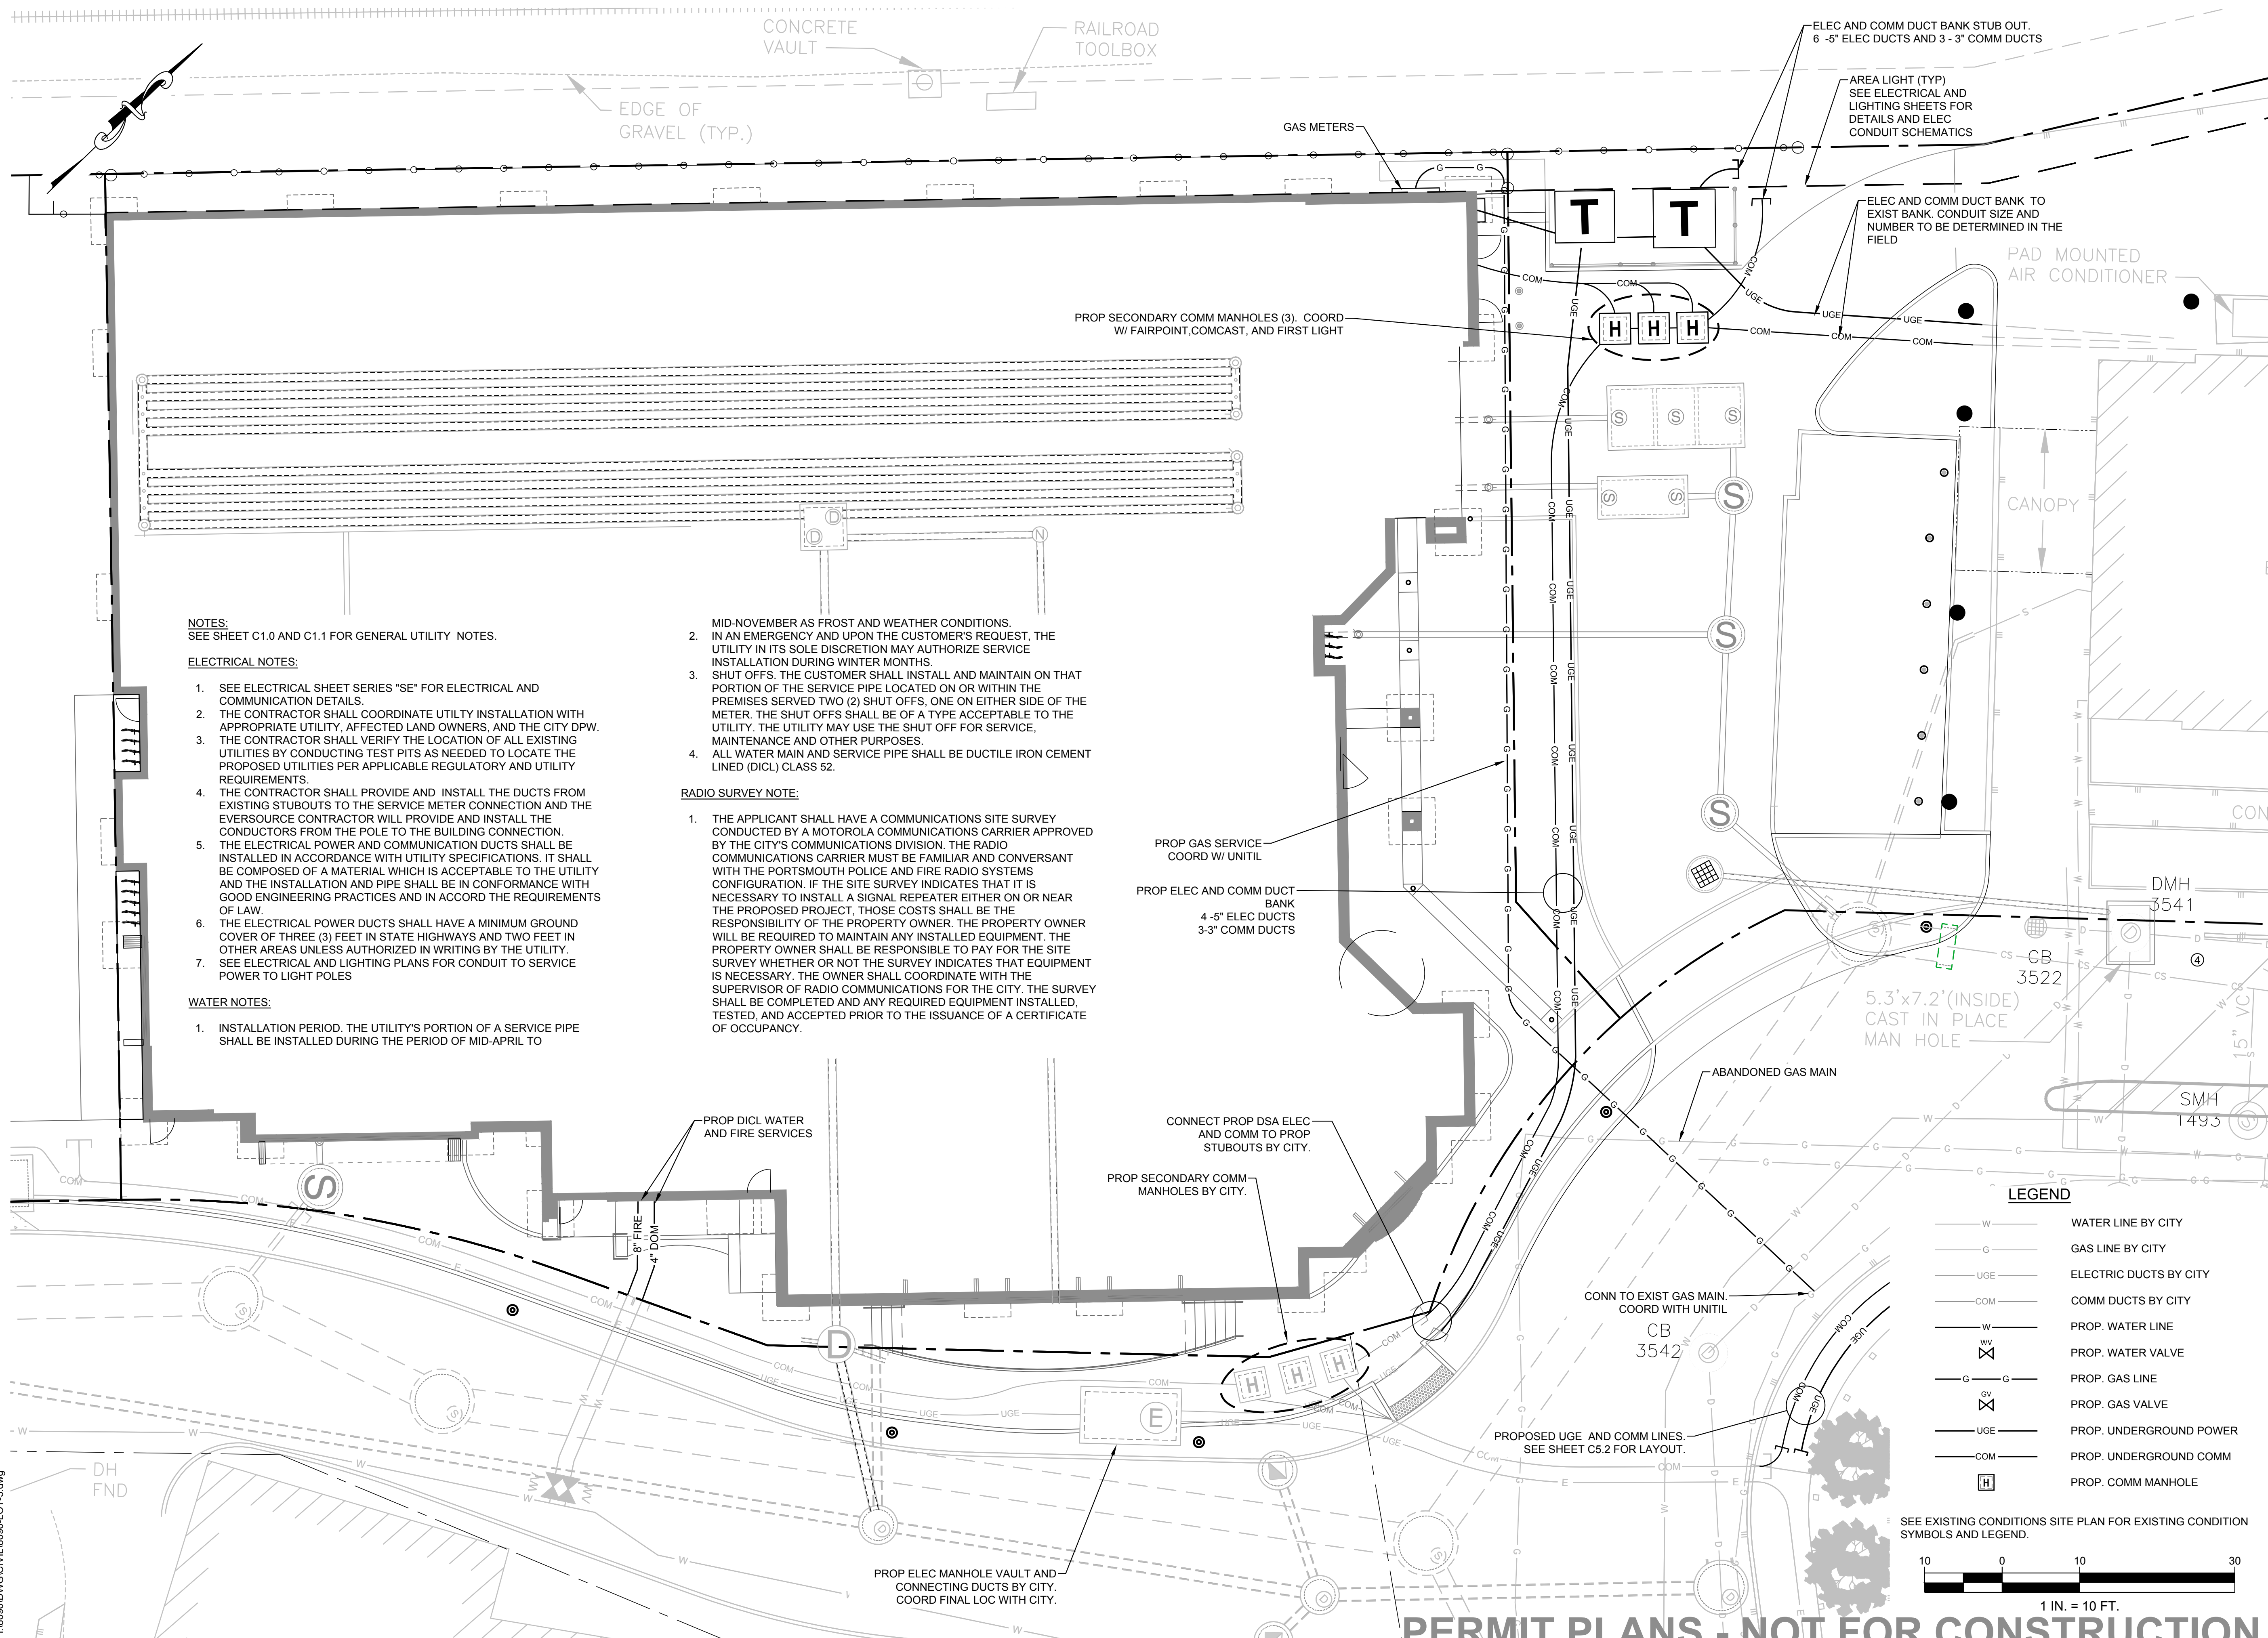 CONCRETE
VAULT
RAILROAD
TOOLBOX
EDGE OF
GRAVEL (TYP.)
GAS METERS
ELEC AND COMM DUCT BANK STUB OUT.
6 -5" ELEC DUCTS AND 3 - 3" COMM DUCTS
AREA LIGHT (TYP)
SEE ELECTRICAL AND
LIGHTING SHEETS FOR
DETAILS AND ELEC
CONDUIT SCHEMATICS
ELEC AND COMM DUCT BANK TO
EXIST BANK. CONDUIT SIZE AND
NUMBER TO BE DETERMINED IN THE
FIELD
PAD MOUNTED
AIR CONDITIONER
T T
PROP SECONDARY COMM MANHOLES (3). COORD
W/ FAIRPOINT,COMCAST, AND FIRST LIGHT
H H H
CANOPY
NOTES:
SEE SHEET C1.0 AND C1.1 FOR GENERAL UTILITY NOTES.
ELECTRICAL NOTES:
1. SEE ELECTRICAL SHEET SERIES "SE" FOR ELECTRICAL AND
COMMUNICATION DETAILS.
2. THE CONTRACTOR SHALL COORDINATE UTILTY INSTALLATION WITH
APPROPRIATE UTILITY, AFFECTED LAND OWNERS, AND THE CITY DPW.
3. THE CONTRACTOR SHALL VERIFY THE LOCATION OF ALL EXISTING
UTILITIES BY CONDUCTING TEST PITS AS NEEDED TO LOCATE THE
PROPOSED UTILITIES PER APPLICABLE REGULATORY AND UTILITY
REQUIREMENTS.
4. THE CONTRACTOR SHALL PROVIDE AND INSTALL THE DUCTS FROM
EXISTING STUBOUTS TO THE SERVICE METER CONNECTION AND THE
EVERSOURCE CONTRACTOR WILL PROVIDE AND INSTALL THE
CONDUCTORS FROM THE POLE TO THE BUILDING CONNECTION.
5. THE ELECTRICAL POWER AND COMMUNICATION DUCTS SHALL BE
INSTALLED IN ACCORDANCE WITH UTILITY SPECIFICATIONS. IT SHALL
BE COMPOSED OF A MATERIAL WHICH IS ACCEPTABLE TO THE UTILITY
AND THE INSTALLATION AND PIPE SHALL BE IN CONFORMANCE WITH
GOOD ENGINEERING PRACTICES AND IN ACCORD THE REQUIREMENTS
OF LAW.
6. THE ELECTRICAL POWER DUCTS SHALL HAVE A MINIMUM GROUND
COVER OF THREE (3) FEET IN STATE HIGHWAYS AND TWO FEET IN
OTHER AREAS UNLESS AUTHORIZED IN WRITING BY THE UTILITY.
7. SEE ELECTRICAL AND LIGHTING PLANS FOR CONDUIT TO SERVICE
POWER TO LIGHT POLES
WATER NOTES:
1. INSTALLATION PERIOD. THE UTILITY'S PORTION OF A SERVICE PIPE
SHALL BE INSTALLED DURING THE PERIOD OF MID-APRIL TO
MID-NOVEMBER AS FROST AND WEATHER CONDITIONS.
2. IN AN EMERGENCY AND UPON THE CUSTOMER'S REQUEST, THE
UTILITY IN ITS SOLE DISCRETION MAY AUTHORIZE SERVICE
INSTALLATION DURING WINTER MONTHS.
3. SHUT OFFS. THE CUSTOMER SHALL INSTALL AND MAINTAIN ON THAT
PORTION OF THE SERVICE PIPE LOCATED ON OR WITHIN THE
PREMISES SERVED TWO (2) SHUT OFFS, ONE ON EITHER SIDE OF THE
METER. THE SHUT OFFS SHALL BE OF A TYPE ACCEPTABLE TO THE
UTILITY. THE UTILITY MAY USE THE SHUT OFF FOR SERVICE,
MAINTENANCE AND OTHER PURPOSES.
4. ALL WATER MAIN AND SERVICE PIPE SHALL BE DUCTILE IRON CEMENT
LINED (DICL) CLASS 52.
RADIO SURVEY NOTE:
1. THE APPLICANT SHALL HAVE A COMMUNICATIONS SITE SURVEY
CONDUCTED BY A MOTOROLA COMMUNICATIONS CARRIER APPROVED
BY THE CITY'S COMMUNICATIONS DIVISION. THE RADIO
COMMUNICATIONS CARRIER MUST BE FAMILIAR AND CONVERSANT
WITH THE PORTSMOUTH POLICE AND FIRE RADIO SYSTEMS
CONFIGURATION. IF THE SITE SURVEY INDICATES THAT IT IS
NECESSARY TO INSTALL A SIGNAL REPEATER EITHER ON OR NEAR
THE PROPOSED PROJECT, THOSE COSTS SHALL BE THE
RESPONSIBILITY OF THE PROPERTY OWNER. THE PROPERTY OWNER
WILL BE REQUIRED TO MAINTAIN ANY INSTALLED EQUIPMENT. THE
PROPERTY OWNER SHALL BE RESPONSIBLE TO PAY FOR THE SITE
SURVEY WHETHER OR NOT THE SURVEY INDICATES THAT EQUIPMENT
IS NECESSARY. THE OWNER SHALL COORDINATE WITH THE
SUPERVISOR OF RADIO COMMUNICATIONS FOR THE CITY. THE SURVEY
SHALL BE COMPLETED AND ANY REQUIRED EQUIPMENT INSTALLED,
TESTED, AND ACCEPTED PRIOR TO THE ISSUANCE OF A CERTIFICATE
OF OCCUPANCY.
PROP GAS SERVICE
COORD W/ UNITIL
PROP ELEC AND COMM DUCT
BANK
4 -5" ELEC DUCTS
3-3" COMM DUCTS
DMH
3541
CB
3522
4
5.3'x7.2'(INSIDE)
CAST IN PLACE
MAN HOLE
15" VC
CON
ABANDONED GAS MAIN
SMH
1493
PROP DICL WATER
AND FIRE SERVICES
8" FIRE
4" DOM
CONNECT PROP DSA ELEC
AND COMM TO PROP
STUBOUTS BY CITY.
PROP SECONDARY COMM
MANHOLES BY CITY.
H H H
E
CONN TO EXIST GAS MAIN.
COORD WITH UNITIL
CB
3542
PROPOSED UGE AND COMM LINES.
SEE SHEET C5.2 FOR LAYOUT.
DH
FND
PROP ELEC MANHOLE VAULT AND
CONNECTING DUCTS BY CITY.
COORD FINAL LOC WITH CITY.
LEGEND
W WATER LINE BY CITY
G GAS LINE BY CITY
UGE ELECTRIC DUCTS BY CITY
COM COMM DUCTS BY CITY
W PROP. WATER LINE
WV PROP. WATER VALVE
G G PROP. GAS LINE
GV PROP. GAS VALVE
UGE PROP. UNDERGROUND POWER
COM PROP. UNDERGROUND COMM
H PROP. COMM MANHOLE
SEE EXISTING CONDITIONS SITE PLAN FOR EXISTING CONDITION
SYMBOLS AND LEGEND.
10 0 10 30
1 IN. = 10 FT.
PERMIT PLANS - NOT FOR CONSTRUCTION